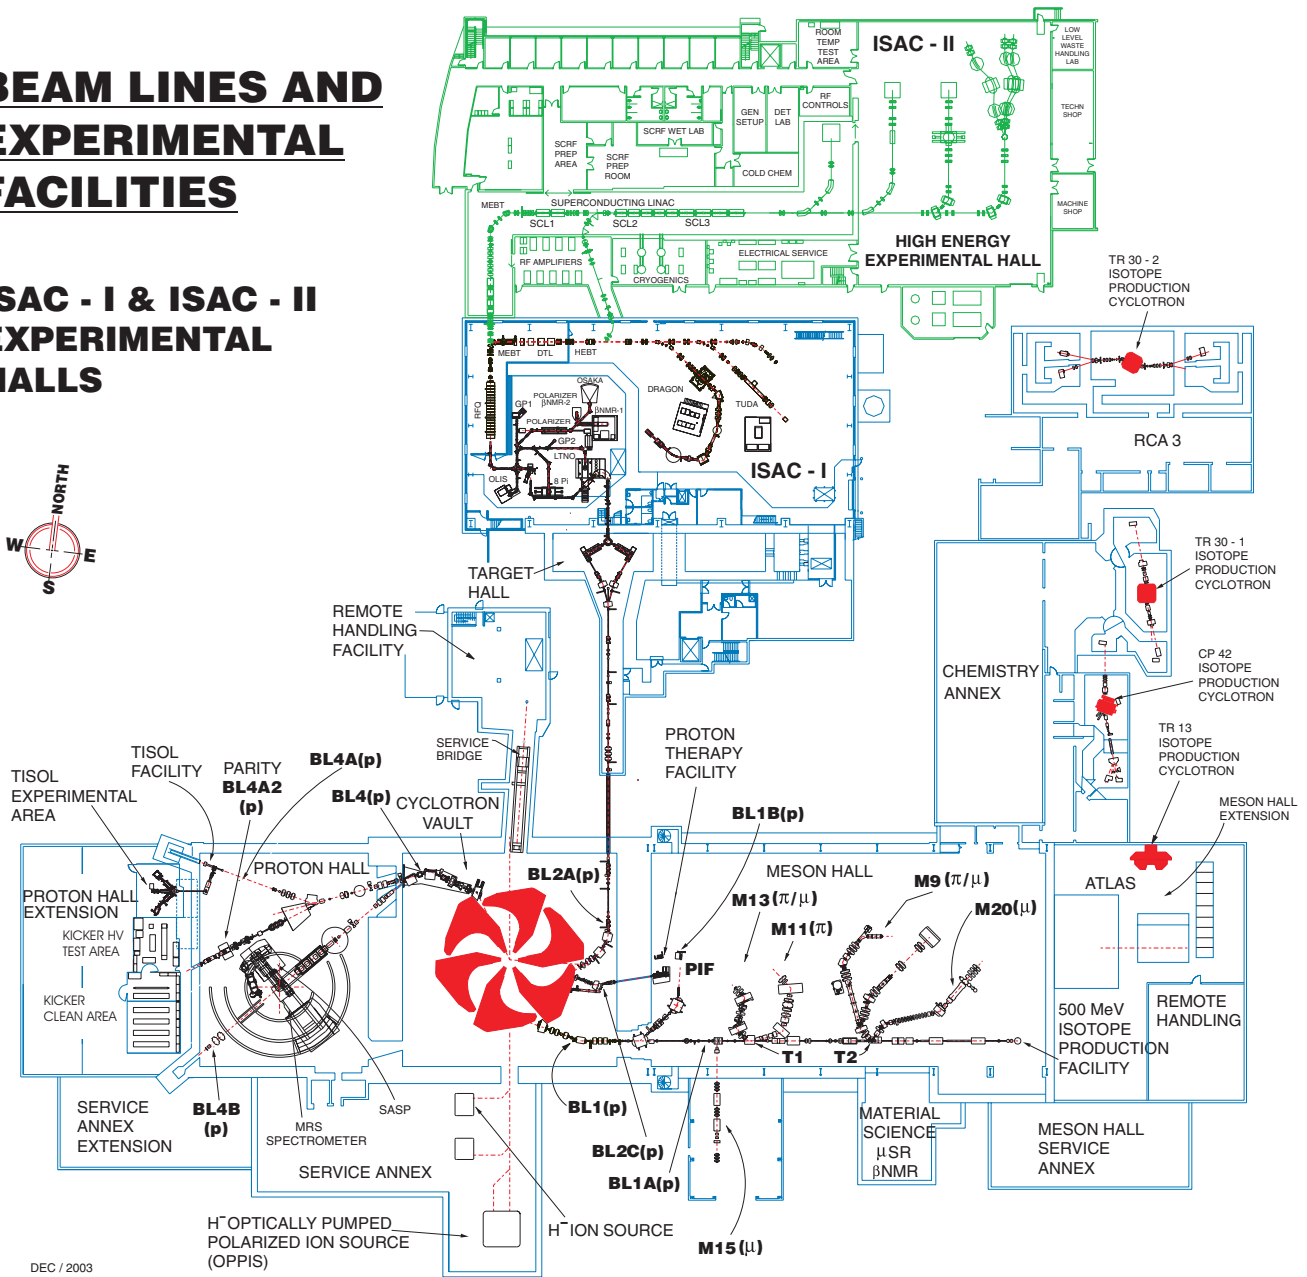 BEAM LINES AND
EXPERIMENTAL
FACILITIES
ISAC - I & ISAC - II
EXPERIMENTAL
HALLS
NORTH
W
E
S
ROOM
TEMP
TEST
AREA
ISAC - II
LOW
LEVEL
WASTE
HANDLING
LAB
TECHN
SHOP
MACHINE
SHOP
RF
CONTROLS
GEN
SETUP
DET
LAB
SCRF WET LAB
SCRF
PREP
AREA
SCRF
PREP
ROOM
COLD CHEM
MEBT
SUPERCONDUCTING LINAC
SCL1
SCL2
SCL3
RF AMPLIFIERS
CRYOGENICS
ELECTRICAL SERVICE
HIGH ENERGY
EXPERIMENTAL HALL
TR 30 - 2
ISOTOPE
PRODUCTION
CYCLOTRON
RCA 3
MEBT
DTL
HEBT
RFQ
GP1
OSAKA
POLARIZER
βNMR-2
βNMR-1
POLARIZER
GP2
LTNO
OLIS
8 Pi
DRAGON
TUDA
ISAC - I
TARGET
HALL
REMOTE
HANDLING
FACILITY
TR 30 - 1
ISOTOPE
PRODUCTION
CYCLOTRON
CHEMISTRY
ANNEX
CP 42
ISOTOPE
PRODUCTION
CYCLOTRON
TR 13
ISOTOPE
PRODUCTION
CYCLOTRON
MESON HALL
EXTENSION
SERVICE
BRIDGE
PROTON
THERAPY
FACILITY
TISOL
FACILITY
TISOL
EXPERIMENTAL
AREA
PARITY
BL4A2
(p)
BL4A(p)
BL4(p)
CYCLOTRON
VAULT
BL1B(p)
PROTON HALL
PROTON HALL
EXTENSION
KICKER HV
TEST AREA
KICKER
CLEAN AREA
BL2A(p)
MESON HALL
M13(π/μ)
M11(π)
M9(π/μ)
M20(μ)
PIF
ATLAS
T1
T2
500 MeV
ISOTOPE
PRODUCTION
FACILITY
REMOTE
HANDLING
SERVICE
ANNEX
EXTENSION
BL4B
(p)
MRS
SPECTROMETER
SASP
SERVICE ANNEX
BL1(p)
BL2C(p)
BL1A(p)
MATERIAL
SCIENCE
μSR
βNMR
MESON HALL
SERVICE
ANNEX
H⁻ OPTICALLY PUMPED
POLARIZED ION SOURCE
(OPPIS)
H⁻ ION SOURCE
M15(μ)
DEC / 2003